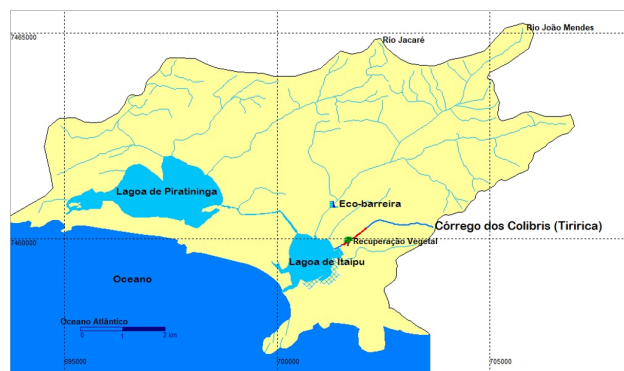 7465000
Rio Jacaré
Rio João Mendes
Lagoa de Piratininga
Eco-barreira
Côrrego dos Colibris (Tiririca)
7460000
Recuperação Vegetal
Lagoa de Itaipu
Oceano
Oceano Atlântico
0 1 2 km
695000 700000 705000